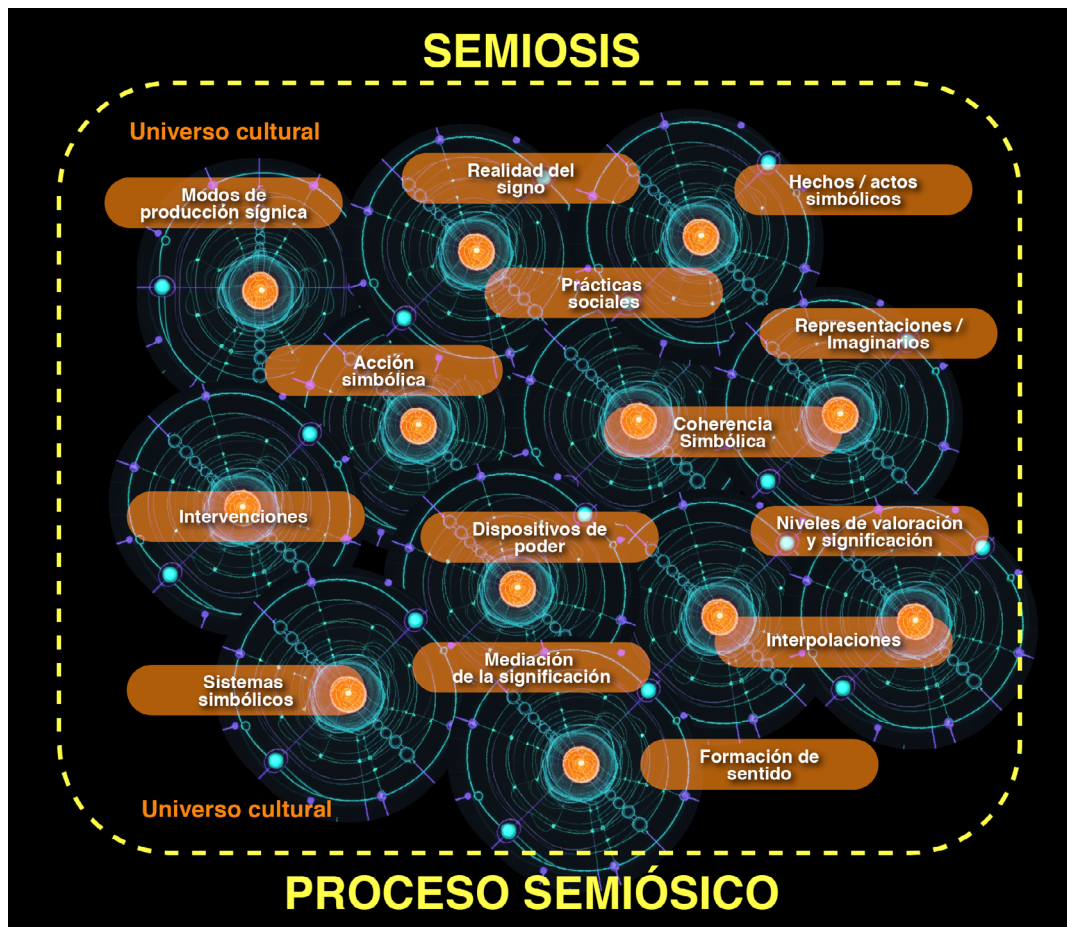 SEMIOSIS
Universo cultural
Modos de
producción sígnica
Realidad del
signo
Hechos / actos
simbólicos
Prácticas
sociales
Representaciones /
Imaginarios
Acción
simbólica
Coherencia
Simbólica
Intervenciones
Dispositivos de
poder
Niveles de valoración
y significación
Interpolaciones
Sistemas
simbólicos
Mediación
de la significación
Formación de
sentido
Universo cultural
PROCESO SEMIÓSICO